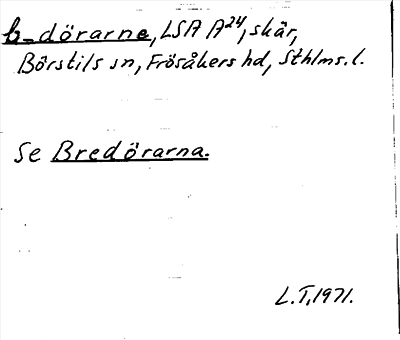 b-dörarne, LSA A24, skär,
Börstils sn, Frösåkers hd, Sthlms. l.
Se Bredörarna.
L.T, 1971.